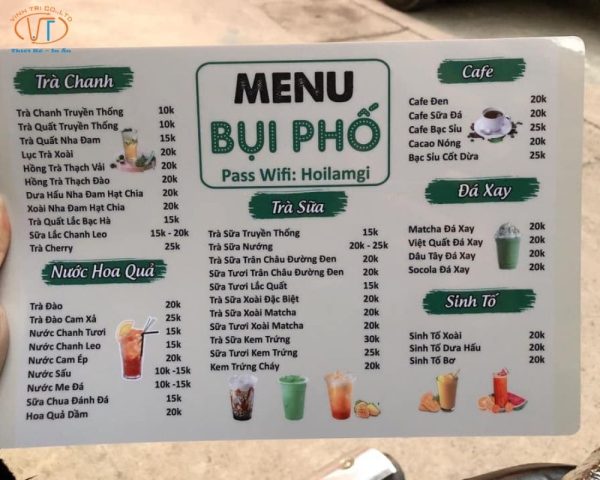 VINH TRI CO.,LTD
VT
Thiết Kế - In Ấn
MENU
BỤI PHỐ
Pass Wifi: Hoilamgi
Trà Chanh
Trà Chanh Truyền Thống 10k
Trà Quất Truyền Thống 10k
Trà Quất Nha Đam 15k
Lục Trà Xoài 20k
Hồng Trà Thạch Vải 20k
Hồng Trà Thạch Đào 20k
Dưa Hấu Nha Đam Hạt Chia 20k
Xoài Nha Đam Hạt Chia 20k
Trà Quất Lắc Bạc Hà 15k
Sữa Lắc Chanh Leo 15k - 20k
Trà Cherry 25k
Nước Hoa Quả
Trà Đào 20k
Trà Đào Cam Xả 25k
Nước Chanh Tươi 15k
Nước Chanh Leo 15k
Nước Cam Ép 20k
Nước Sấu 10k -15k
Nước Me Đá 10k -15k
Sữa Chua Đánh Đá 15k
Hoa Quả Dầm 20k
Trà Sữa
Trà Sữa Truyền Thống 15k
Trà Sữa Nướng 20k - 25k
Trà Sữa Trân Châu Đường Đen 20k
Sữa Tươi Trân Châu Đường Đen 20k
Sữa Tươi Lắc Quất 15k
Trà Sữa Xoài Đặc Biệt 20k
Trà Sữa Xoài Matcha 20k
Sữa Tươi Xoài Matcha 20k
Trà Sữa Kem Trứng 30k
Sữa Tươi Kem Trứng 25k
Kem Trứng Cháy 20k
Cafe
Cafe Đen 20k
Cafe Sữa Đá 20k
Cafe Bạc Sỉu 25k
Cacao Nóng 20k
Bạc Sỉu Cốt Dừa 25k
Đá Xay
Matcha Đá Xay 20k
Việt Quất Đá Xay 20k
Dâu Tây Đá Xay 20k
Socola Đá Xay 20k
Sinh Tố
Sinh Tố Xoài 20k
Sinh Tố Dưa Hấu 20k
Sinh Tố Bơ 20k